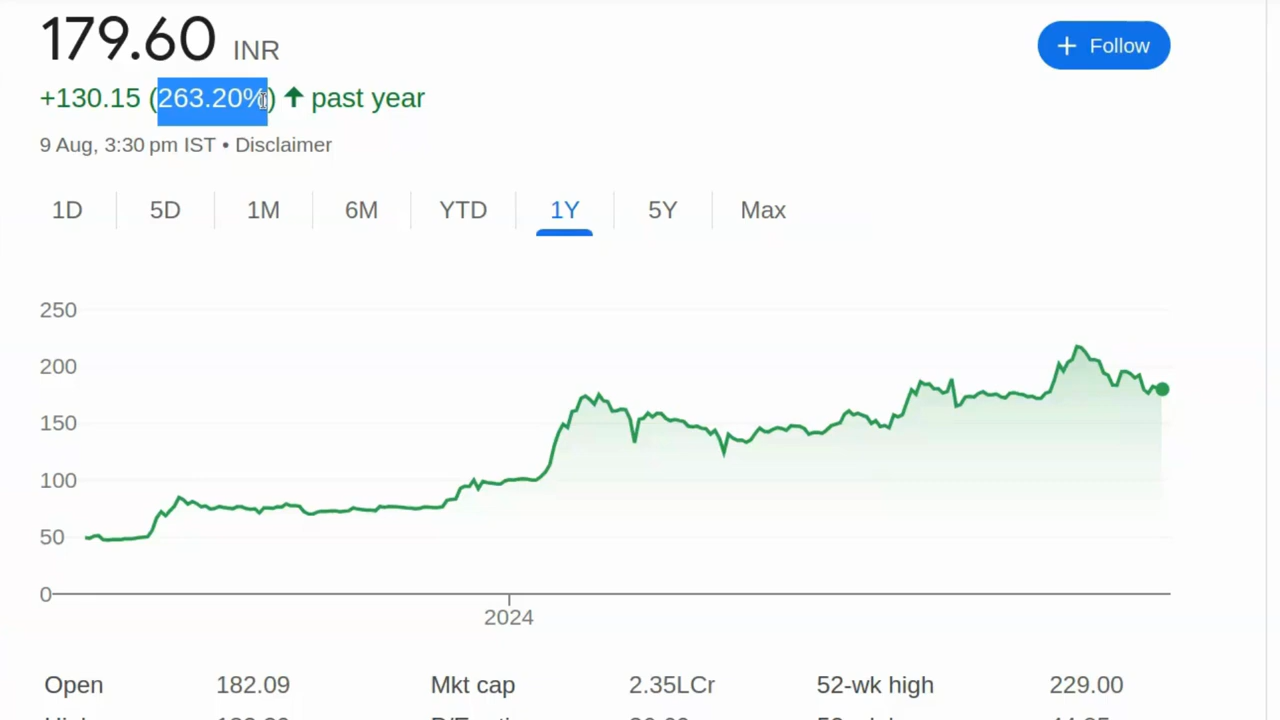 179.60 INR
+ Follow
+130.15 (263.20%) ↑ past year
9 Aug, 3:30 pm IST • Disclaimer
1D 5D 1M 6M YTD 1Y 5Y Max
250
200
150
100
50
0
2024
Open 182.09 Mkt cap 2.35LCr 52-wk high 229.00